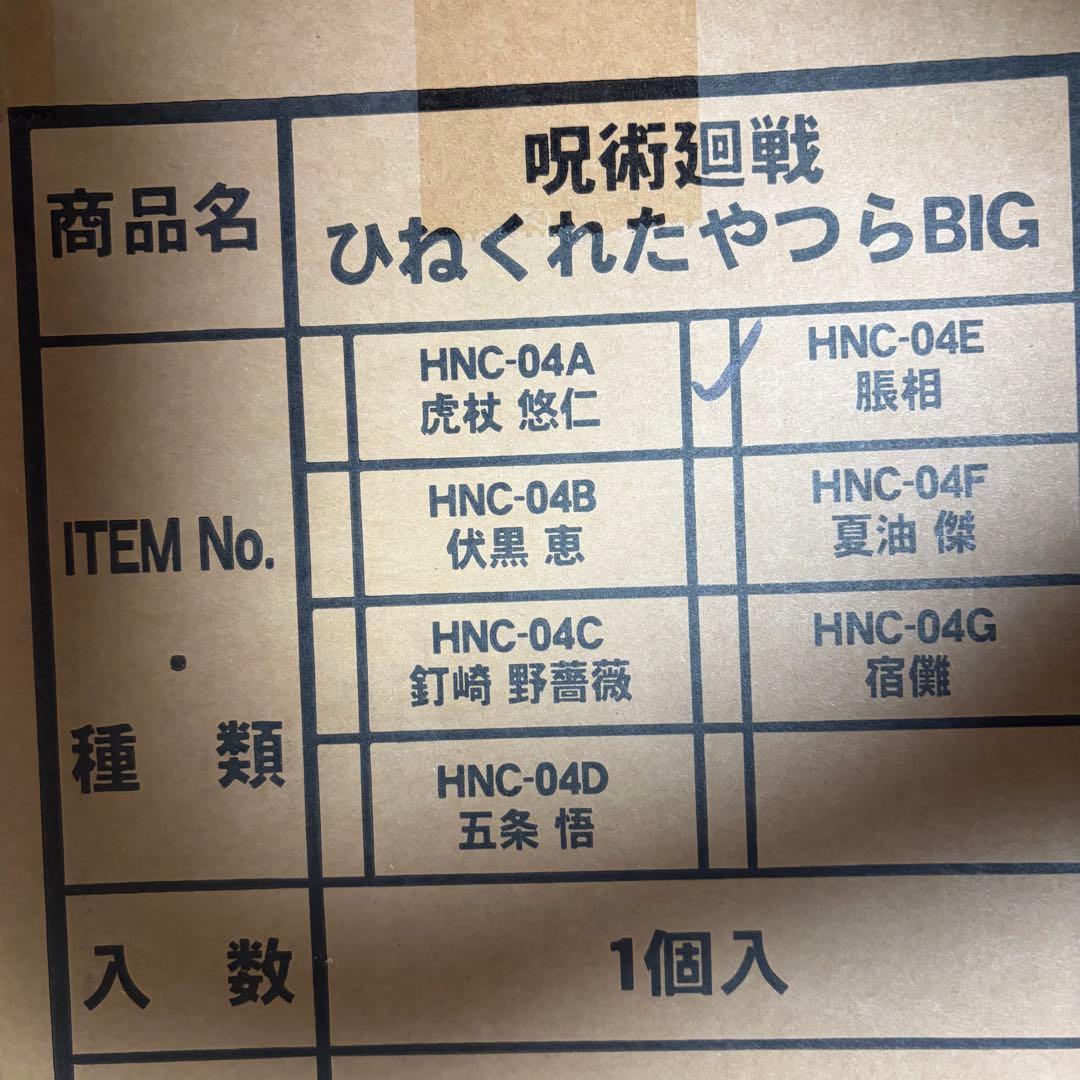 商品名
呪術廻戦
ひねくれたやつらBIG
ITEM No.
・
種 類
HNC-04A
虎杖 悠仁
HNC-04B
伏黒 恵
HNC-04C
釘崎 野薔薇
HNC-04D
五条 悟
HNC-04E
脹相
HNC-04F
夏油 傑
HNC-04G
宿儺
入 数
1個入